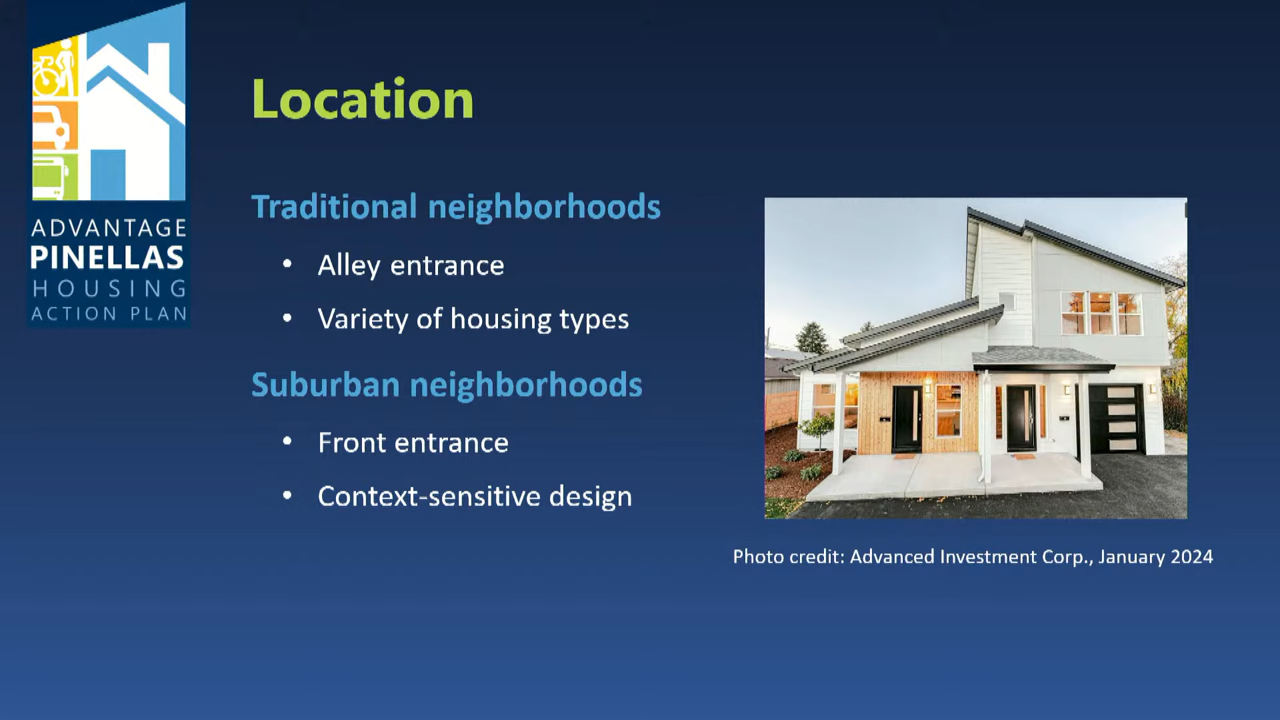 ADVANTAGE
PINELLAS
HOUSING
ACTION PLAN
Location
Traditional neighborhoods
• Alley entrance
• Variety of housing types
Suburban neighborhoods
• Front entrance
• Context-sensitive design
Photo credit: Advanced Investment Corp., January 2024